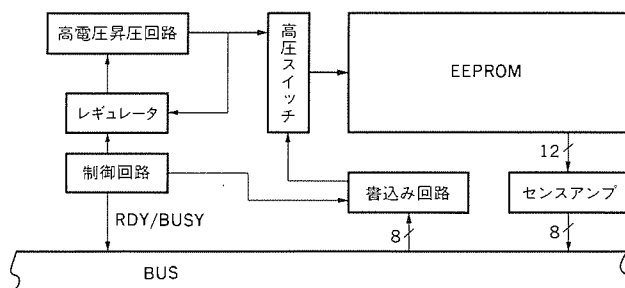 高電圧昇圧回路
高圧スイッチ
EEPROM
レギュレータ
制御回路
12
書込み回路
センスアンプ
RDY/BUSY
8
8
BUS